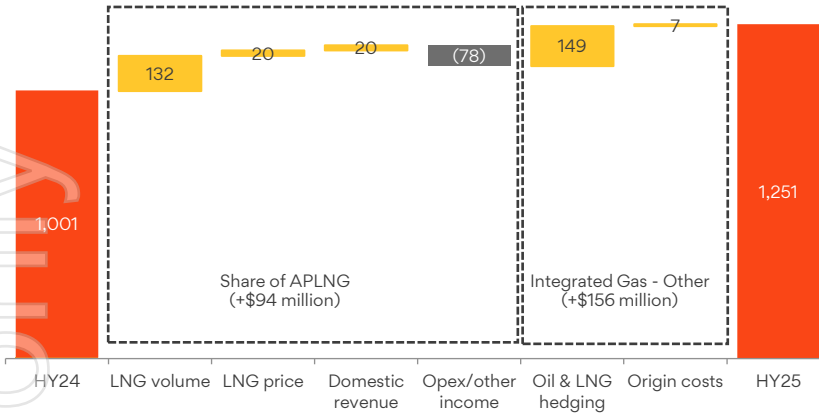 132
20
20
(78)
149
7
1,001
1,251
Share of APLNG
(+$94 million)
Integrated Gas - Other
(+$156 million)
HY24
LNG volume
LNG price
Domestic
revenue
Opex/other
income
Oil & LNG
hedging
Origin costs
HY25
only